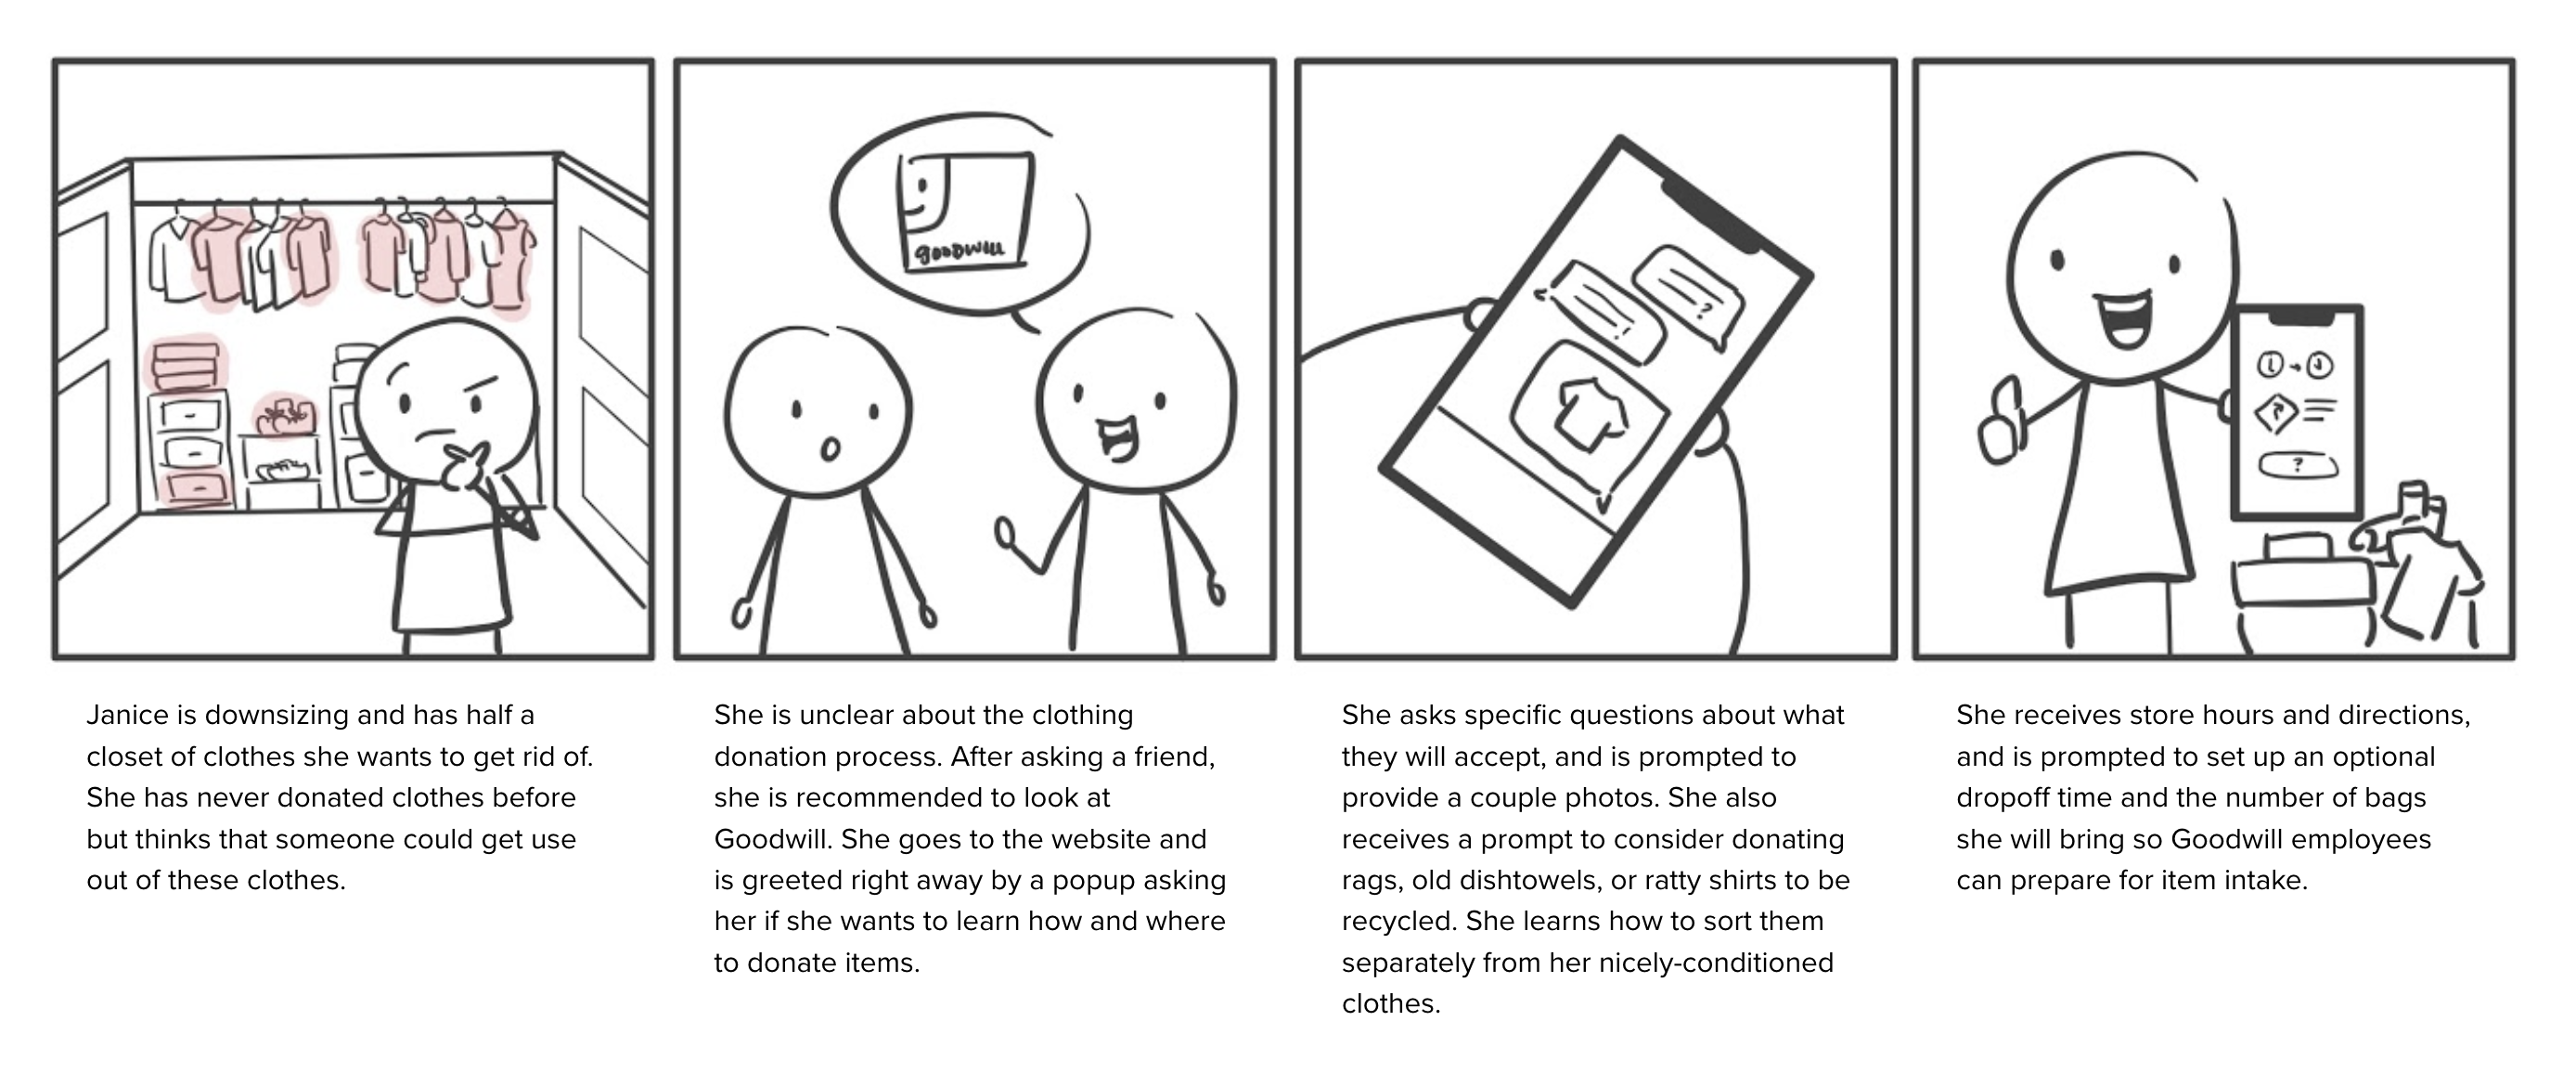 goodwill
?
!
?
Janice is downsizing and has half a
closet of clothes she wants to get rid of.
She has never donated clothes before
but thinks that someone could get use
out of these clothes.
She is unclear about the clothing
donation process. After asking a friend,
she is recommended to look at
Goodwill. She goes to the website and
is greeted right away by a popup asking
her if she wants to learn how and where
to donate items.
She asks specific questions about what
they will accept, and is prompted to
provide a couple photos. She also
receives a prompt to consider donating
rags, old dishtowels, or ratty shirts to be
recycled. She learns how to sort them
separately from her nicely-conditioned
clothes.
She receives store hours and directions,
and is prompted to set up an optional
dropoff time and the number of bags
she will bring so Goodwill employees
can prepare for item intake.